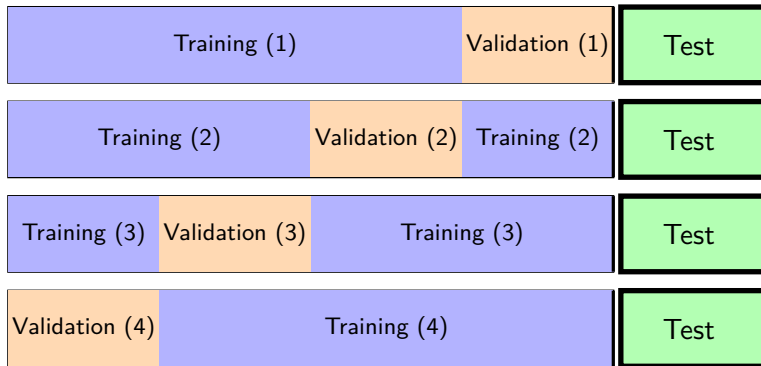 Training (1) Validation (1) Test
Training (2) Validation (2) Training (2) Test
Training (3) Validation (3) Training (3) Test
Validation (4) Training (4) Test